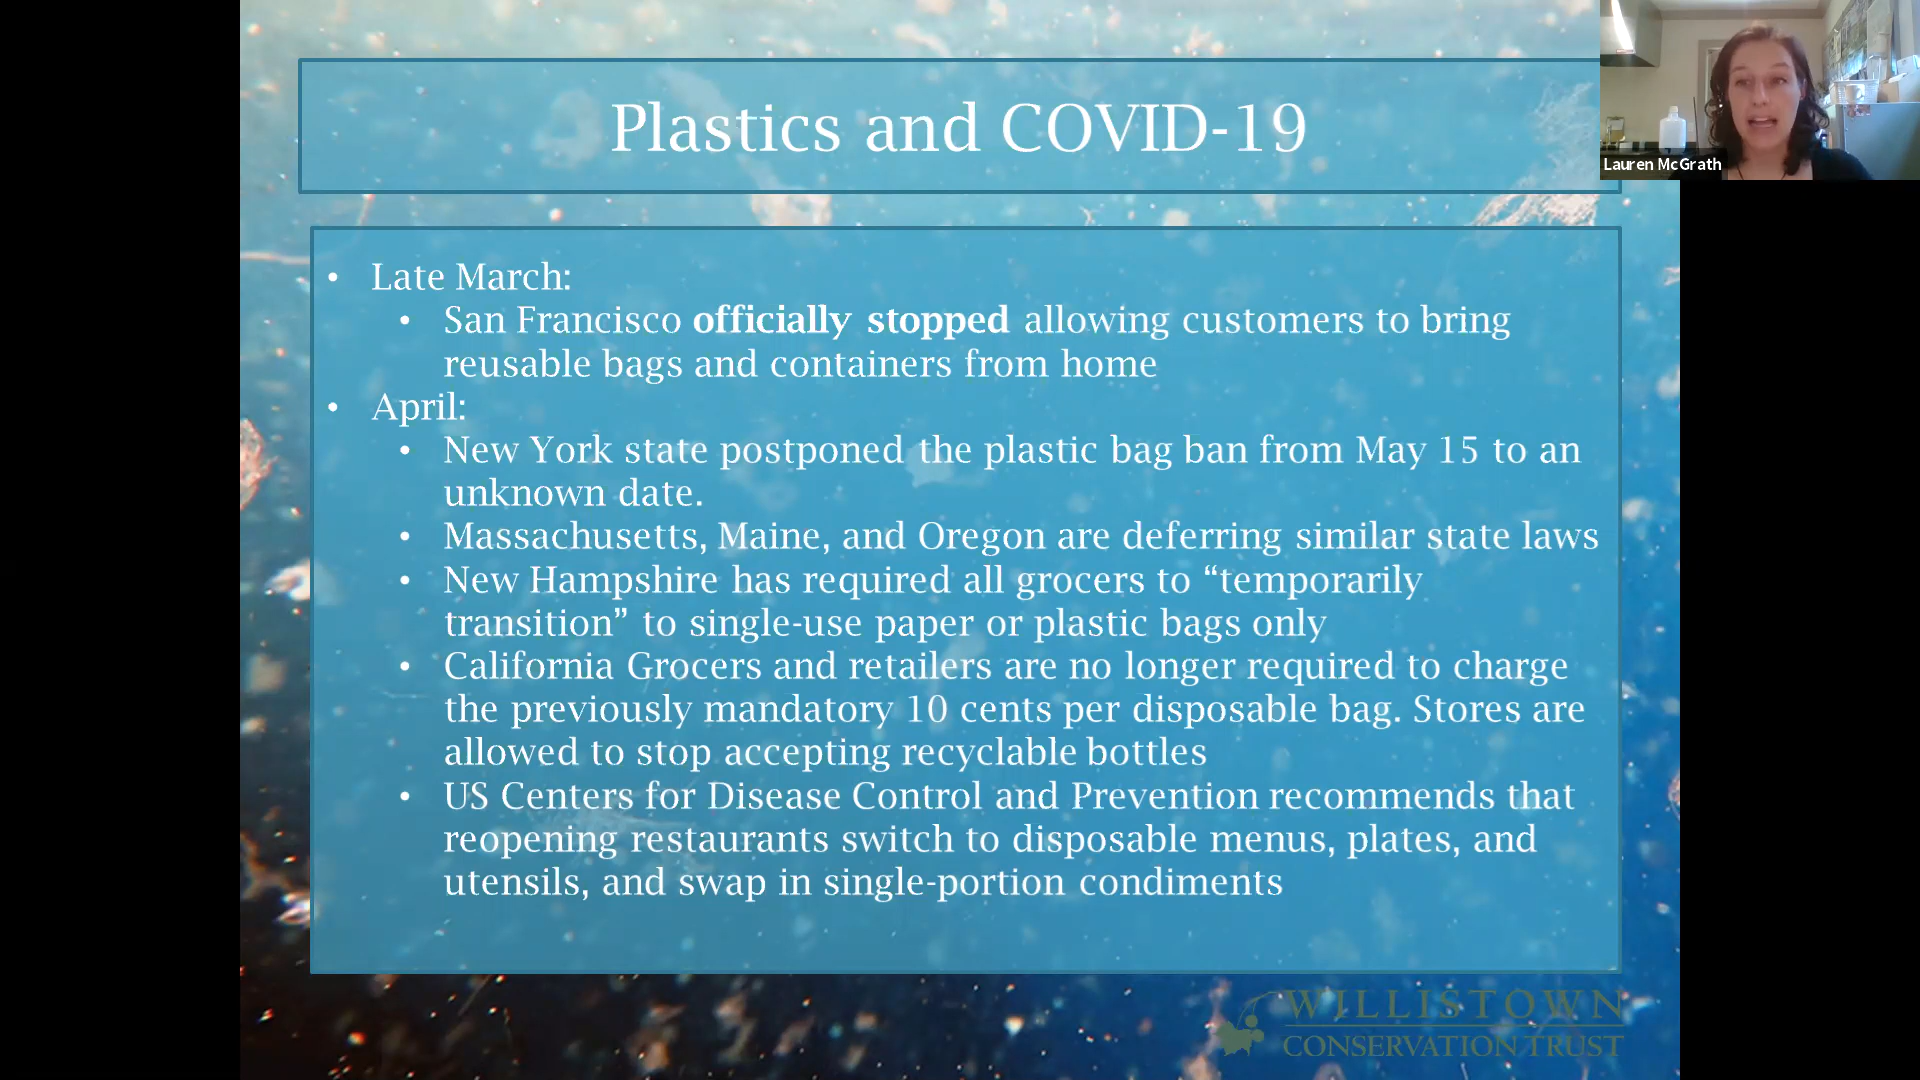 Plastics and COVID-19
Lauren McGrath
• Late March:
• San Francisco officially stopped allowing customers to bring
reusable bags and containers from home
• April:
• New York state postponed the plastic bag ban from May 15 to an
unknown date.
• Massachusetts, Maine, and Oregon are deferring similar state laws
• New Hampshire has required all grocers to “temporarily
transition” to single-use paper or plastic bags only
• California Grocers and retailers are no longer required to charge
the previously mandatory 10 cents per disposable bag. Stores are
allowed to stop accepting recyclable bottles
• US Centers for Disease Control and Prevention recommends that
reopening restaurants switch to disposable menus, plates, and
utensils, and swap in single-portion condiments
WILLISTOWN
CONSERVATION TRUST